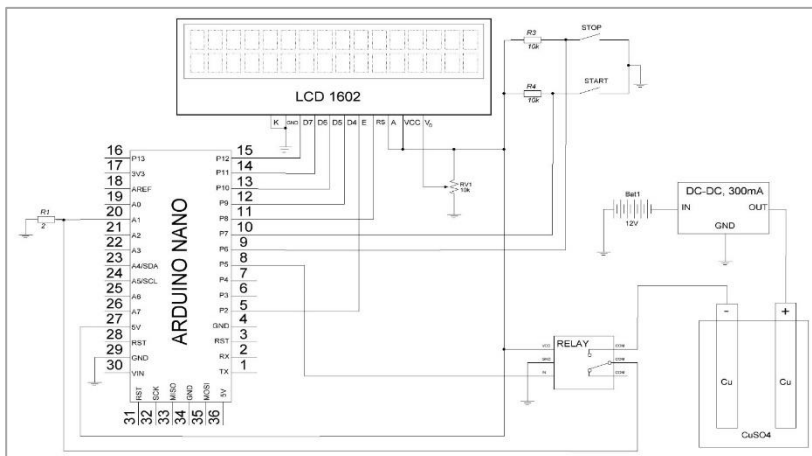 LCD 1602
K GND D7 D6 D5 D4 E RS A VCC V0
R3
10k
STOP
R4
10k
START
RV1
10k
ARDUINO NANO
16 P13
17 3V3
18 AREF
19 A0
20 A1
21 A2
22 A3
23 A4/SDA
24 A5/SCL
25 A6
26 A7
27 5V
28 RST
29 GND
30 VIN
P12 15
P11 14
P10 13
P9 12
P8 11
P7 10
P6 9
P5 8
P4 7
P3 6
P2 5
GND 4
RST 3
RX 2
TX 1
RST SCK MISO GND MOSI 5V
31 32 33 34 35 36
R1
2
Bat1
12V
DC-DC, 300mA
IN OUT
GND
RELAY
VCC
GND
IN
- +
Cu Cu
CuSO4